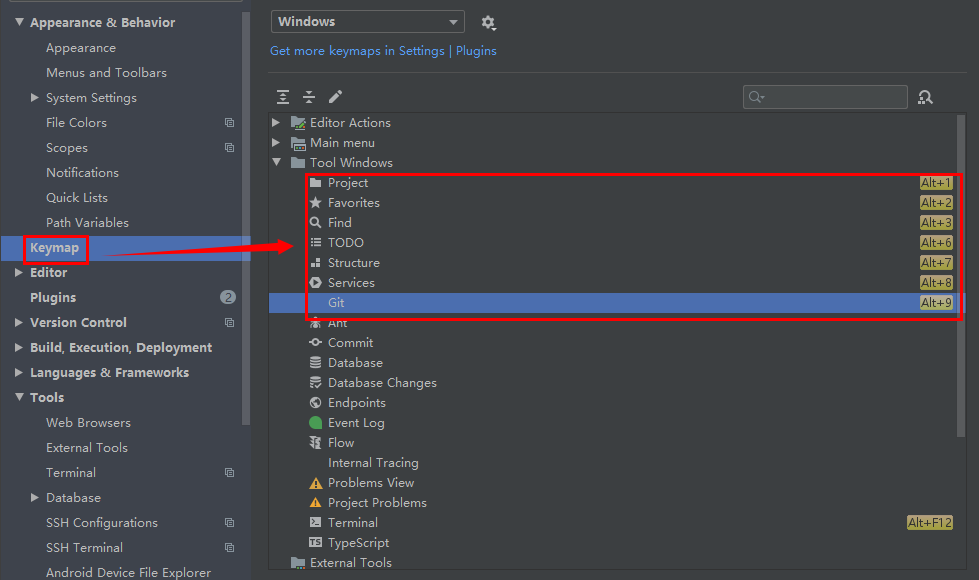 Appearance & Behavior
Appearance
Menus and Toolbars
System Settings
File Colors
Scopes
Notifications
Quick Lists
Path Variables
Keymap
Editor
Plugins
2
Version Control
Build, Execution, Deployment
Languages & Frameworks
Tools
Web Browsers
External Tools
Terminal
Database
SSH Configurations
SSH Terminal
Android Device File Explorer
Windows
Get more keymaps in Settings | Plugins
Editor Actions
Main menu
Tool Windows
Project Alt+1
Favorites Alt+2
Find Alt+3
TODO Alt+6
Structure Alt+7
Services Alt+8
Git Alt+9
Ant
Commit
Database
Database Changes
Endpoints
Event Log
Flow
Internal Tracing
Problems View
Project Problems
Terminal Alt+F12
TS TypeScript
External Tools